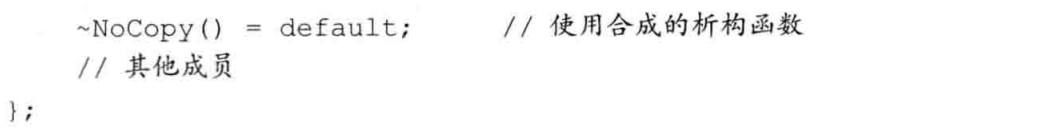 ~NoCopy() = default;      // 使用合成的析构函数
// 其他成员
};